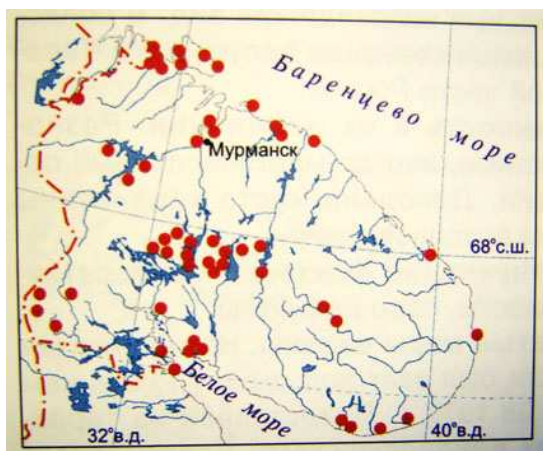 Баренцево море
Мурманск
68°с.ш.
Белое море
32°в.д.
40°в.д.